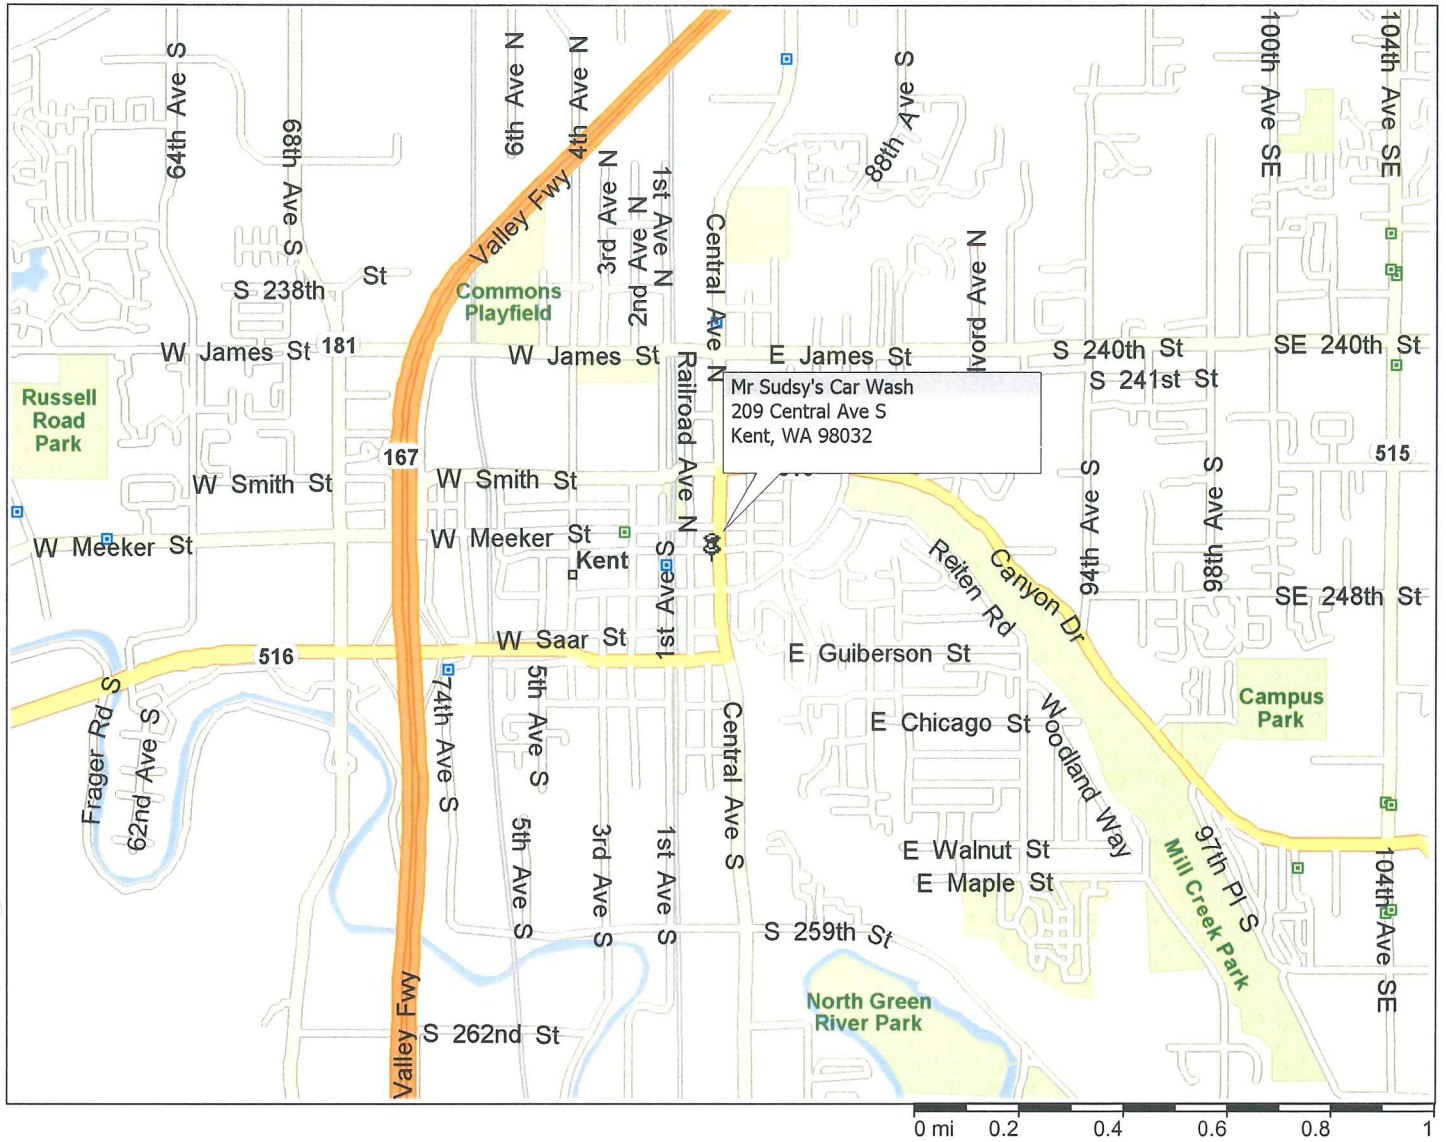 64th Ave S
68th Ave S
6th Ave N
4th Ave N
88th Ave S
100th Ave SE
104th Ave SE
Valley Fwy
3rd Ave N
2nd Ave N
1st Ave N
Central Ave N
S 238th St
Commons
Playfield
W James St
181
W James St
E James St
S 240th St
SE 240th St
S 241st St
Russell
Road
Park
Railroad Ave N
Mr Sudsy's Car Wash
209 Central Ave S
Kent, WA 98032
167
515
W Smith St
W Smith St
94th Ave S
98th Ave S
W Meeker St
W Meeker St
Kent
1st Ave S
Reiten Rd
Canyon Dr
SE 248th St
516
W Saar St
E Guiberson St
Frager Rd S
62nd Ave S
74th Ave S
5th Ave S
Central Ave S
E Chicago St
Woodland Way
Campus
Park
5th Ave S
3rd Ave S
1st Ave S
E Walnut St
E Maple St
97th Pl S
Mill Creek Park
104th Ave SE
S 259th St
North Green
River Park
Valley Fwy
S 262nd St
0 mi 0.2 0.4 0.6 0.8 1